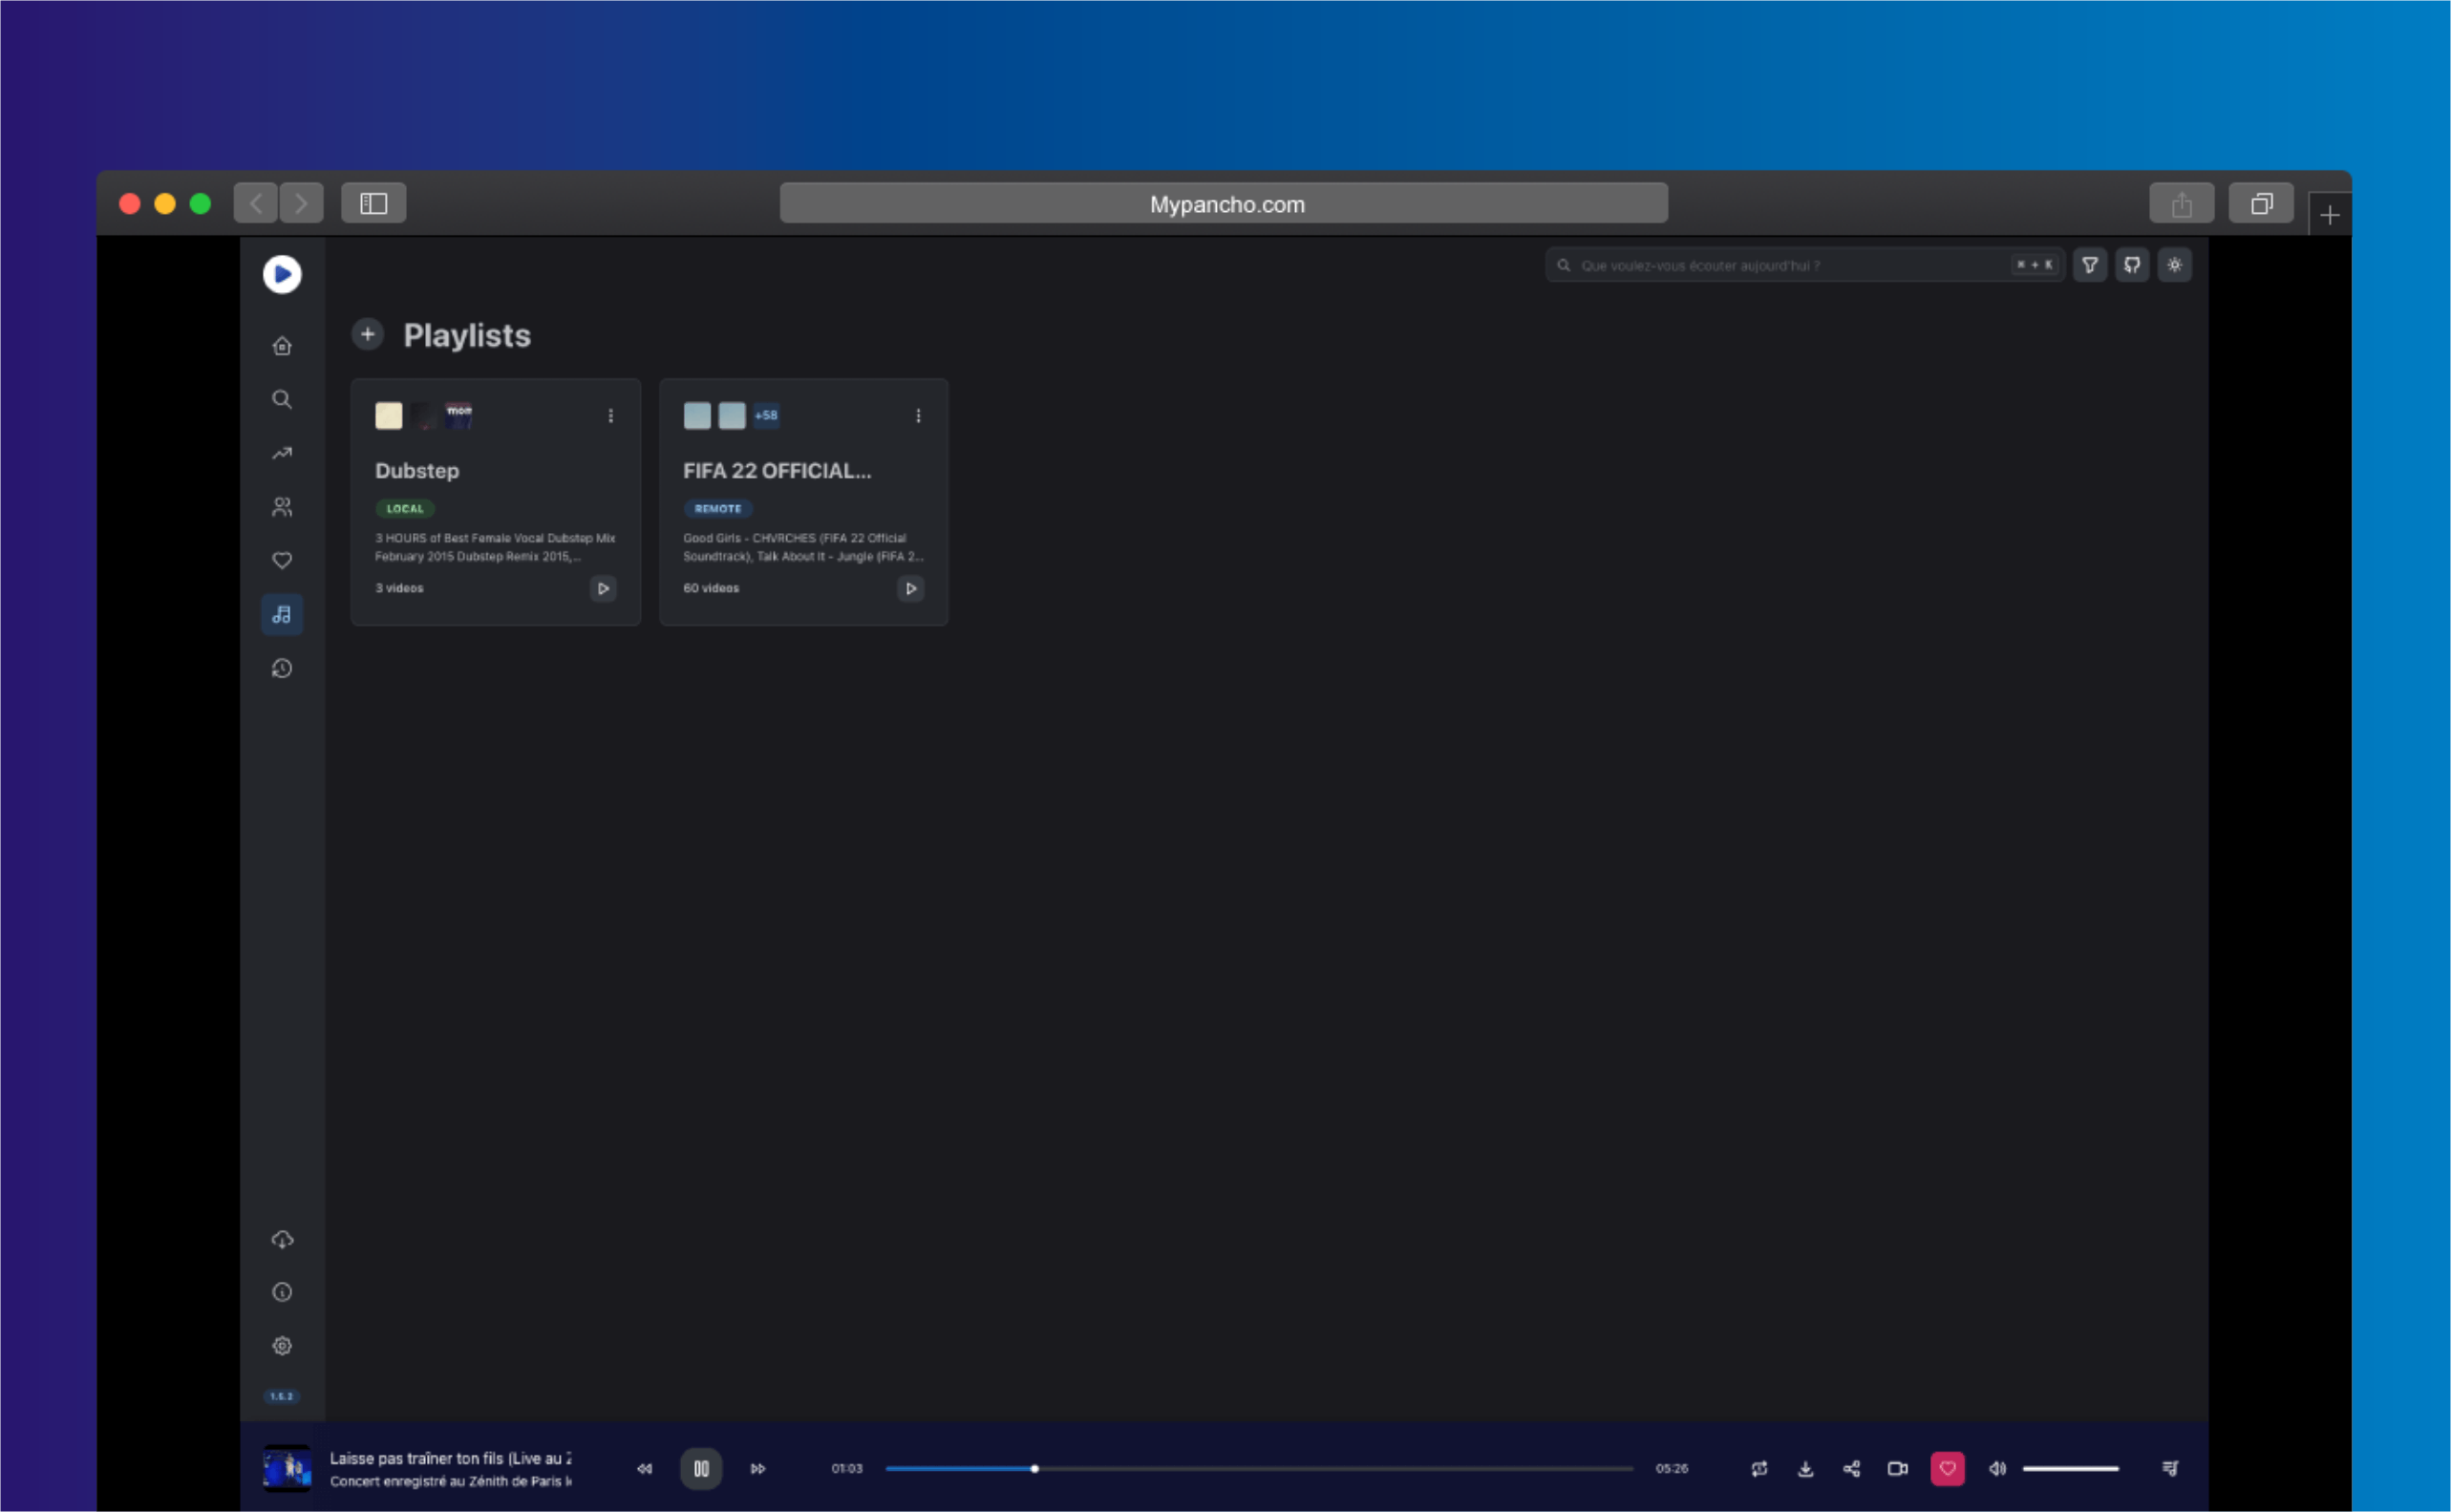 Mypancho.com
Que voulez-vous écouter aujourd'hui ?
⌘ + K
Playlists
mom
+58
Dubstep
FIFA 22 OFFICIAL...
LOCAL
REMOTE
3 HOURS of Best Female Vocal Dubstep Mix
February 2015 Dubstep Remix 2015,...
Good Girls - CHVRCHES (FIFA 22 Official
Soundtrack), Talk About It - Jungle (FIFA 2...
3 videos
60 videos
1.5.2
Laisse pas traîner ton fils (Live au
Concert enregistré au Zénith de Paris
01:03
05:26